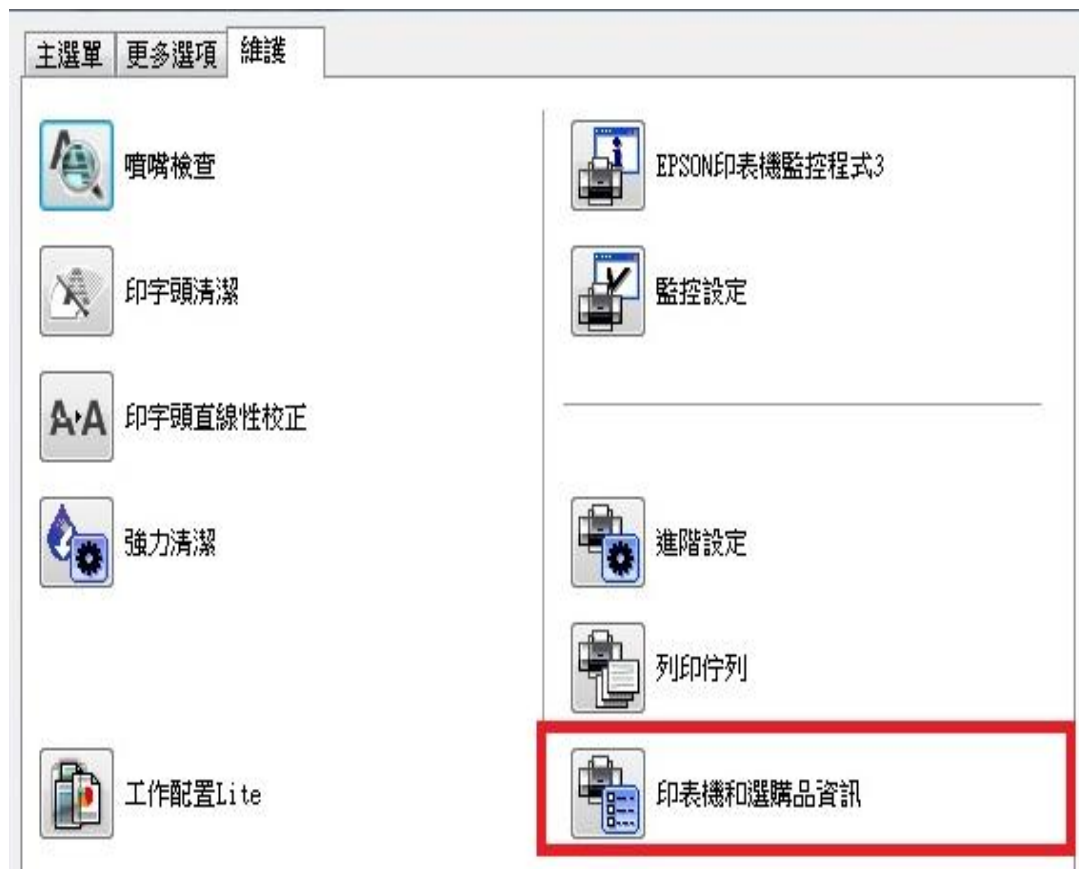 主選單 更多選項 維護
噴嘴檢查
印字頭清潔
印字頭直線性校正
強力清潔
工作配置Lite
EPSON印表機監控程式3
監控設定
進階設定
列印佇列
印表機和選購品資訊